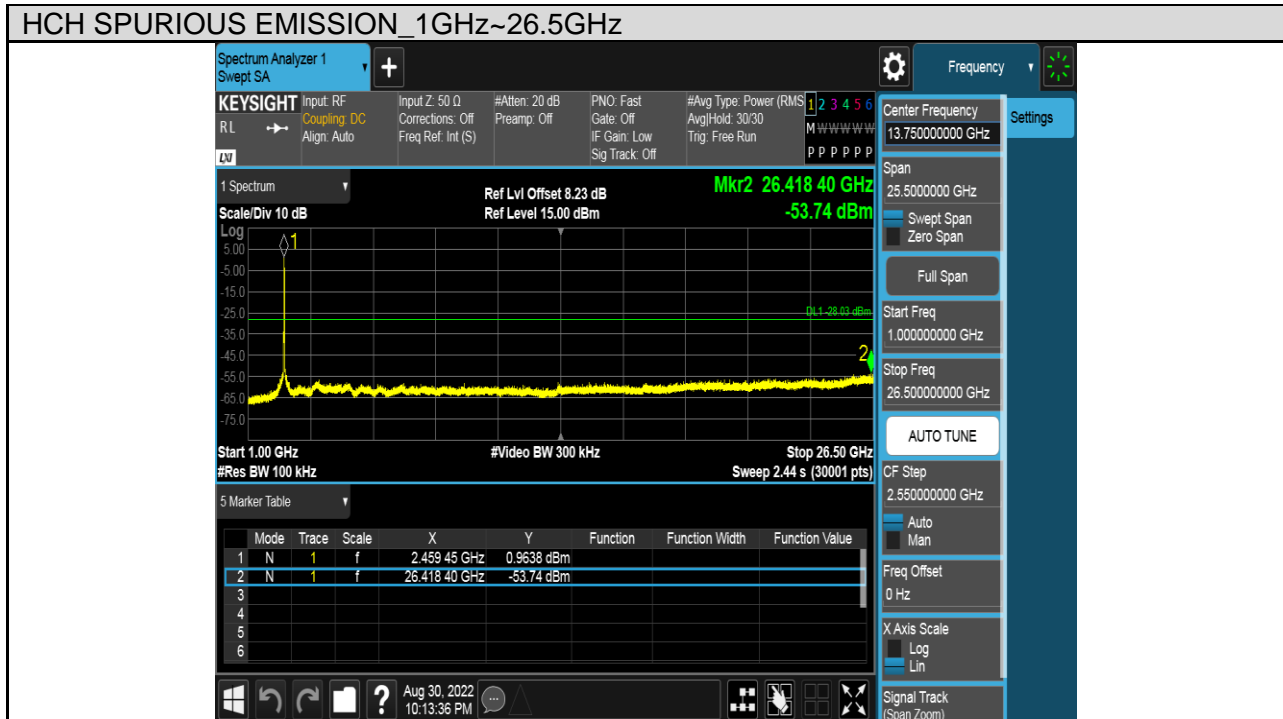 HCH SPURIOUS EMISSION_1GHz~26.5GHz
Spectrum Analyzer 1
Swept SA
Frequency
KEYSIGHT
RL
LXI
Input: RF
Coupling: DC
Align: Auto
Input Z: 50 Ω
Corrections: Off
Freq Ref: Int (S)
#Atten: 20 dB
Preamp: Off
PNO: Fast
Gate: Off
IF Gain: Low
Sig Track: Off
#Avg Type: Power (RMS
Avg|Hold: 30/30
Trig: Free Run
1 2 3 4 5 6
M W W W W W
P P P P P P
1 Spectrum
Scale/Div 10 dB
Ref Lvl Offset 8.23 dB
Ref Level 15.00 dBm
Mkr2 26.418 40 GHz
-53.74 dBm
Log
5.00
-5.00
-15.0
-25.0
-35.0
-45.0
-55.0
-65.0
-75.0
1
DL1 -28.03 dBm
2
Start 1.00 GHz
#Video BW 300 kHz
Stop 26.50 GHz
#Res BW 100 kHz
Sweep 2.44 s (30001 pts)
5 Marker Table
Mode Trace Scale X Y Function Function Width Function Value
1 N 1 f 2.459 45 GHz 0.9638 dBm
2 N 1 f 26.418 40 GHz -53.74 dBm
3
4
5
6
Aug 30, 2022
10:13:36 PM
Center Frequency
13.750000000 GHz
Settings
Span
25.5000000 GHz
Swept Span
Zero Span
Full Span
Start Freq
1.000000000 GHz
Stop Freq
26.500000000 GHz
AUTO TUNE
CF Step
2.550000000 GHz
Auto
Man
Freq Offset
0 Hz
X Axis Scale
Log
Lin
Signal Track
(Span Zoom)